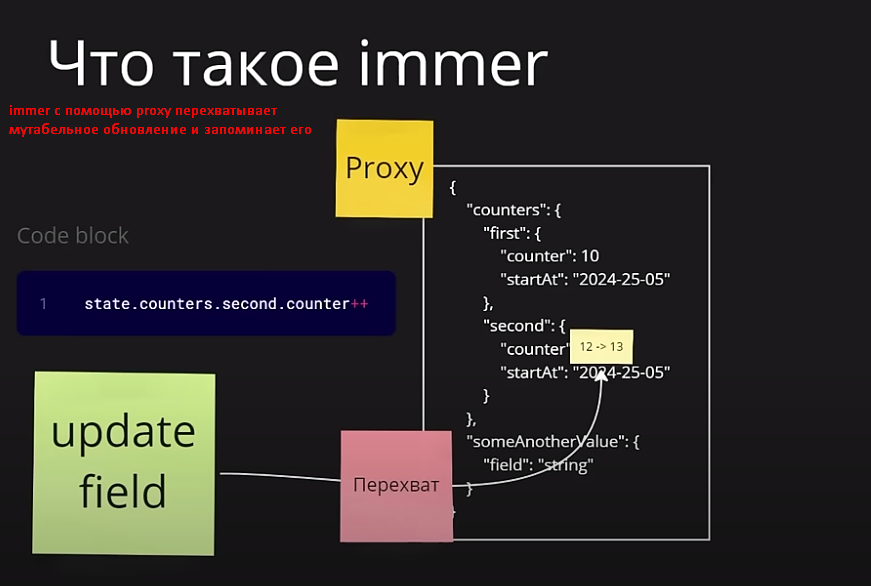 Что такое immer
immer с помощью proxy перехватывает
мутабельное обновление и запоминает его
Proxy
{
"counters": {
"first": {
"counter": 10
"startAt": "2024-25-05"
},
"second": {
"counter"
12 -> 13
"startAt": "2024-25-05"
}
},
"someAnotherValue": {
"field": "string"
}
}
Code block
1 state.counters.second.counter++
update
field
Перехват